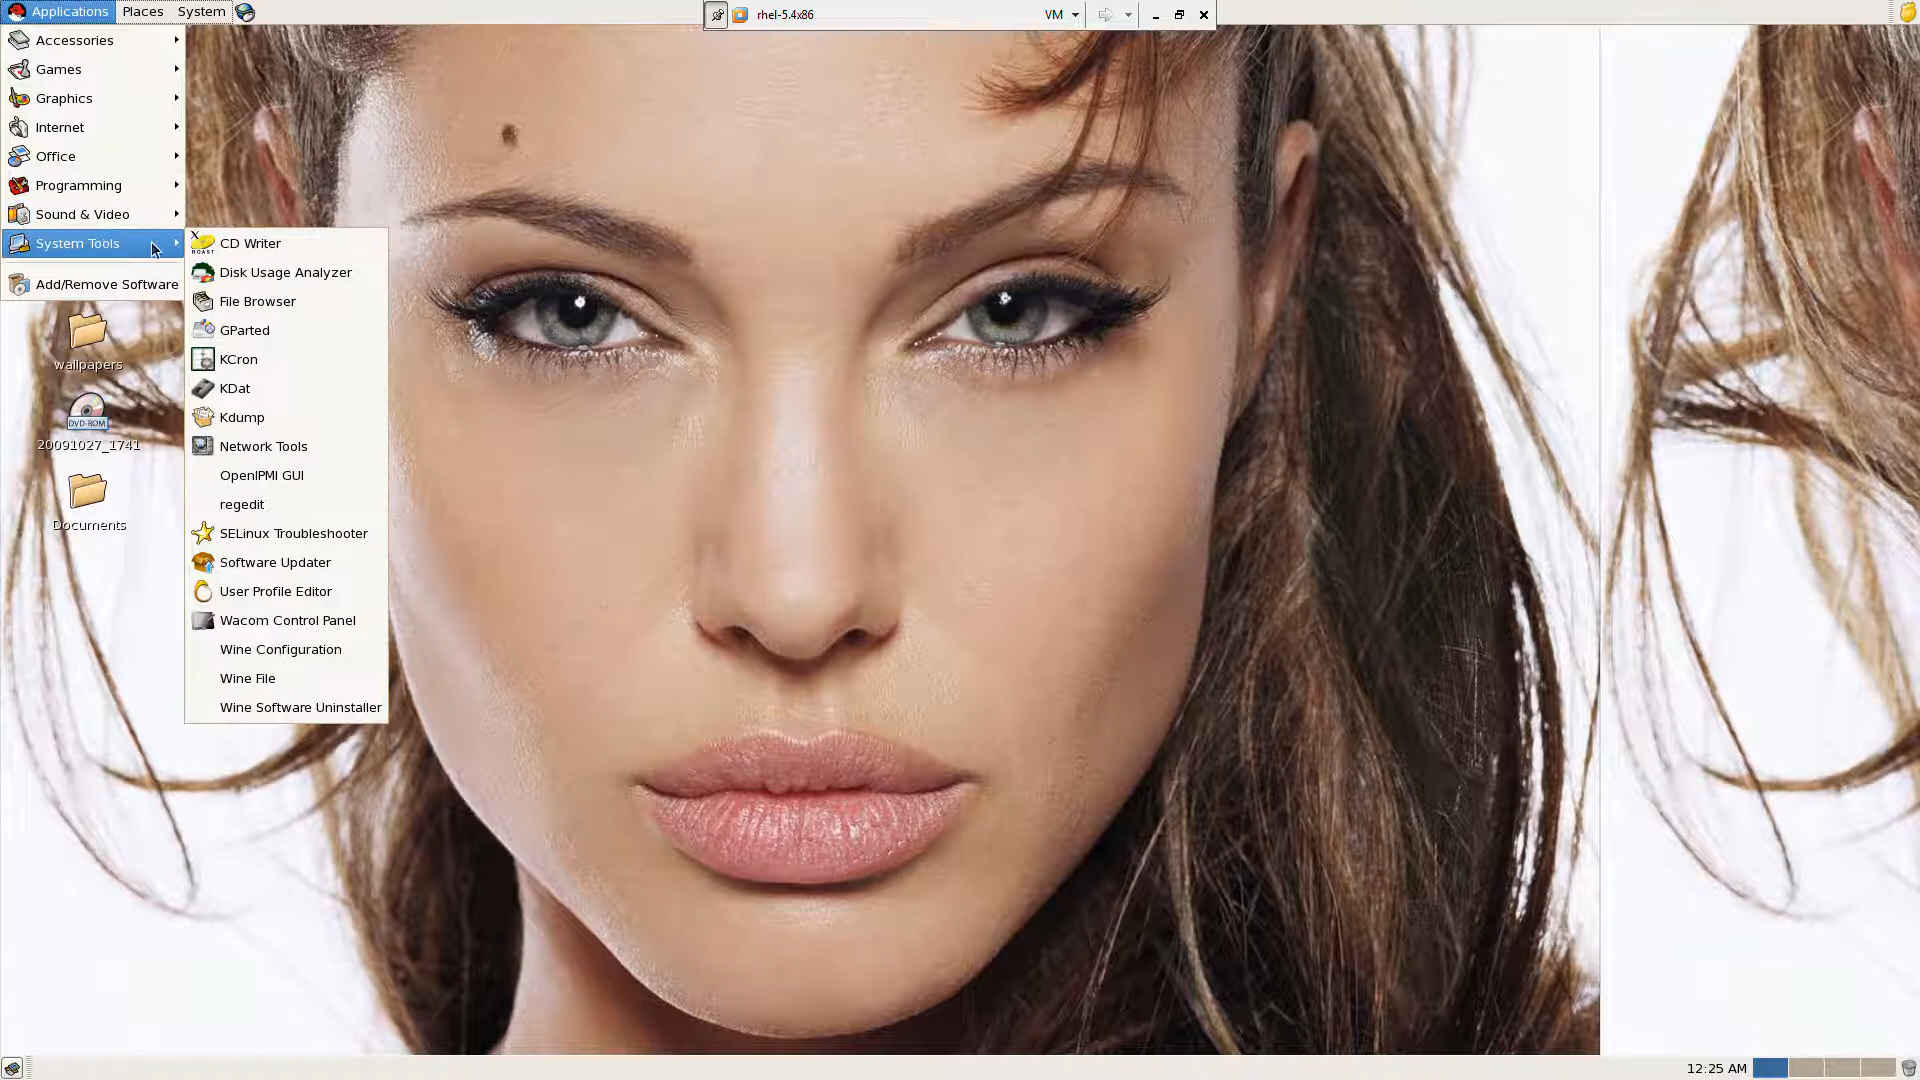 Applications Places System
rhel-5.4x86
VM
Accessories
Games
Graphics
Internet
Office
Programming
Sound & Video
System Tools
Add/Remove Software
CD Writer
Disk Usage Analyzer
File Browser
GParted
KCron
KDat
Kdump
Network Tools
OpenIPMI GUI
regedit
SELinux Troubleshooter
Software Updater
User Profile Editor
Wacom Control Panel
Wine Configuration
Wine File
Wine Software Uninstaller
wallpapers
DVD-ROM
20091027_1741
Documents
12:25 AM